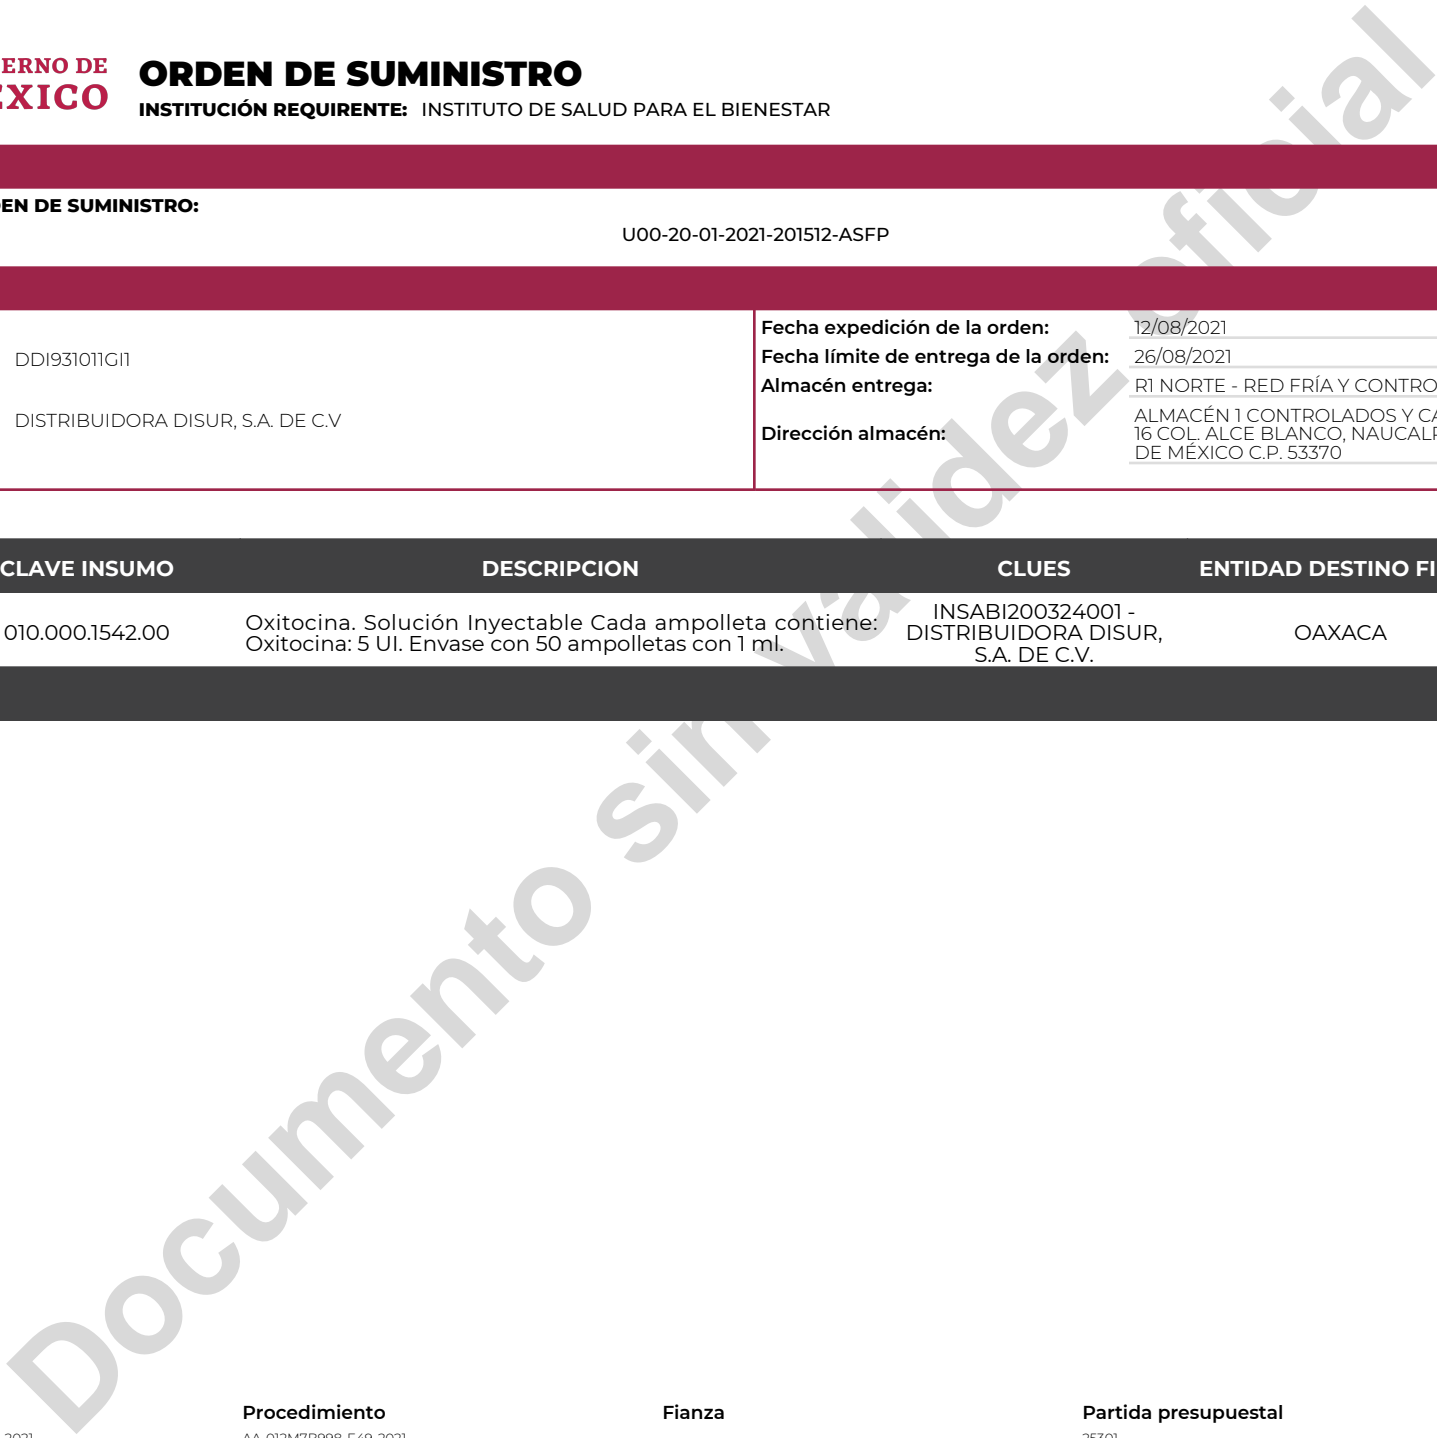 ERNO DE
ORDEN DE SUMINISTRO
INSTITUCIÓN REQUIRENTE: INSTITUTO DE SALUD PARA EL BIENESTAR
EN DE SUMINISTRO:
U00-20-01-2021-201512-ASFP
DDI931011GI1
DISTRIBUIDORA DISUR, S.A. DE C.V
Fecha expedición de la orden: 12/08/2021
Fecha límite de entrega de la orden: 26/08/2021
Almacén entrega: R1 NORTE - RED FRÍA Y CONTRO
Dirección almacén: ALMACÉN 1 CONTROLADOS Y CA
16 COL. ALCE BLANCO, NAUCALP
DE MÉXICO C.P. 53370
CLAVE INSUMO DESCRIPCION CLUES ENTIDAD DESTINO FI
010.000.1542.00 Oxitocina. Solución Inyectable Cada ampolleta contiene:
Oxitocina: 5 UI. Envase con 50 ampolletas con 1 ml.
INSABI200324001 -
DISTRIBUIDORA DISUR,
S.A. DE C.V.
OAXACA
Documento sin validez oficial
Procedimiento Fianza Partida presupuestal